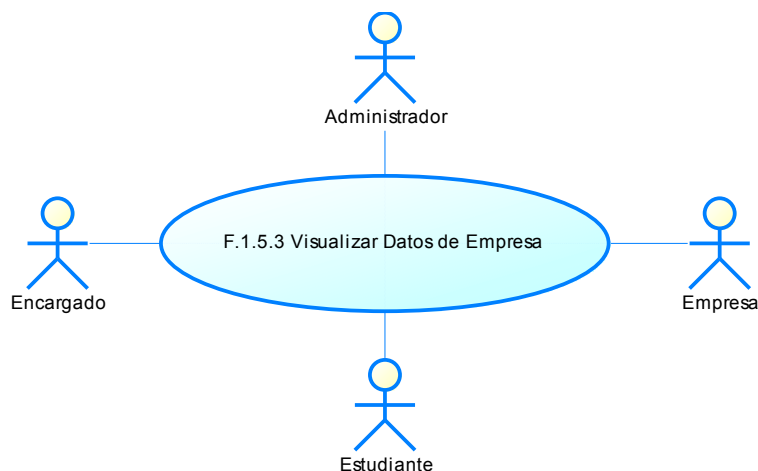 Administrador
F.1.5.3 Visualizar Datos de Empresa
Encargado
Empresa
Estudiante